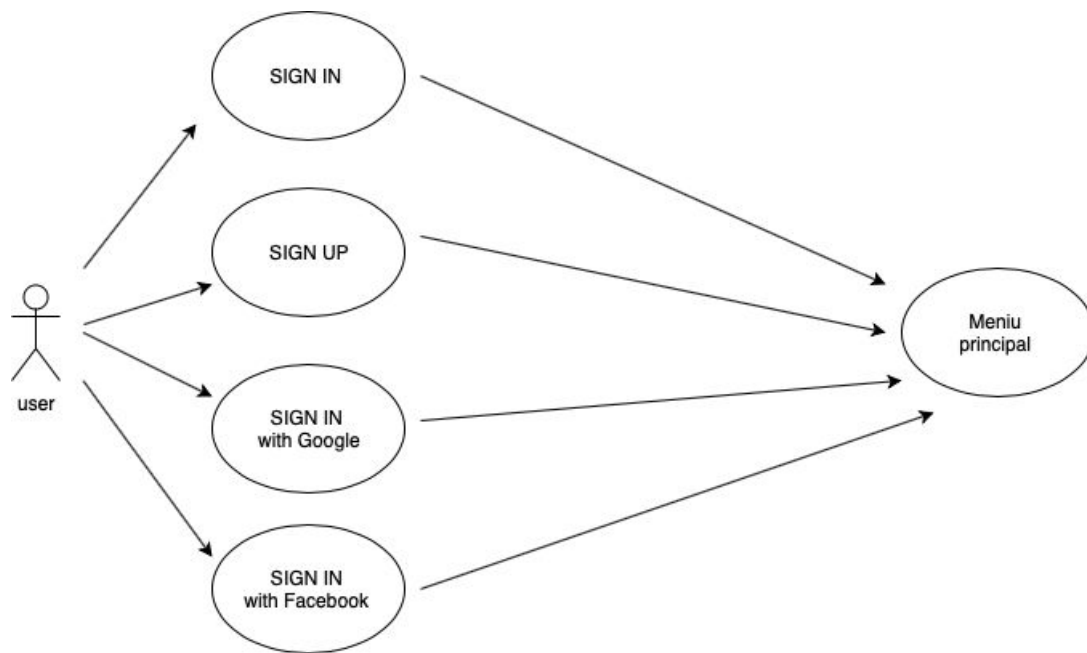 SIGN IN
SIGN UP
user
SIGN IN
with Google
SIGN IN
with Facebook
Meniu
principal